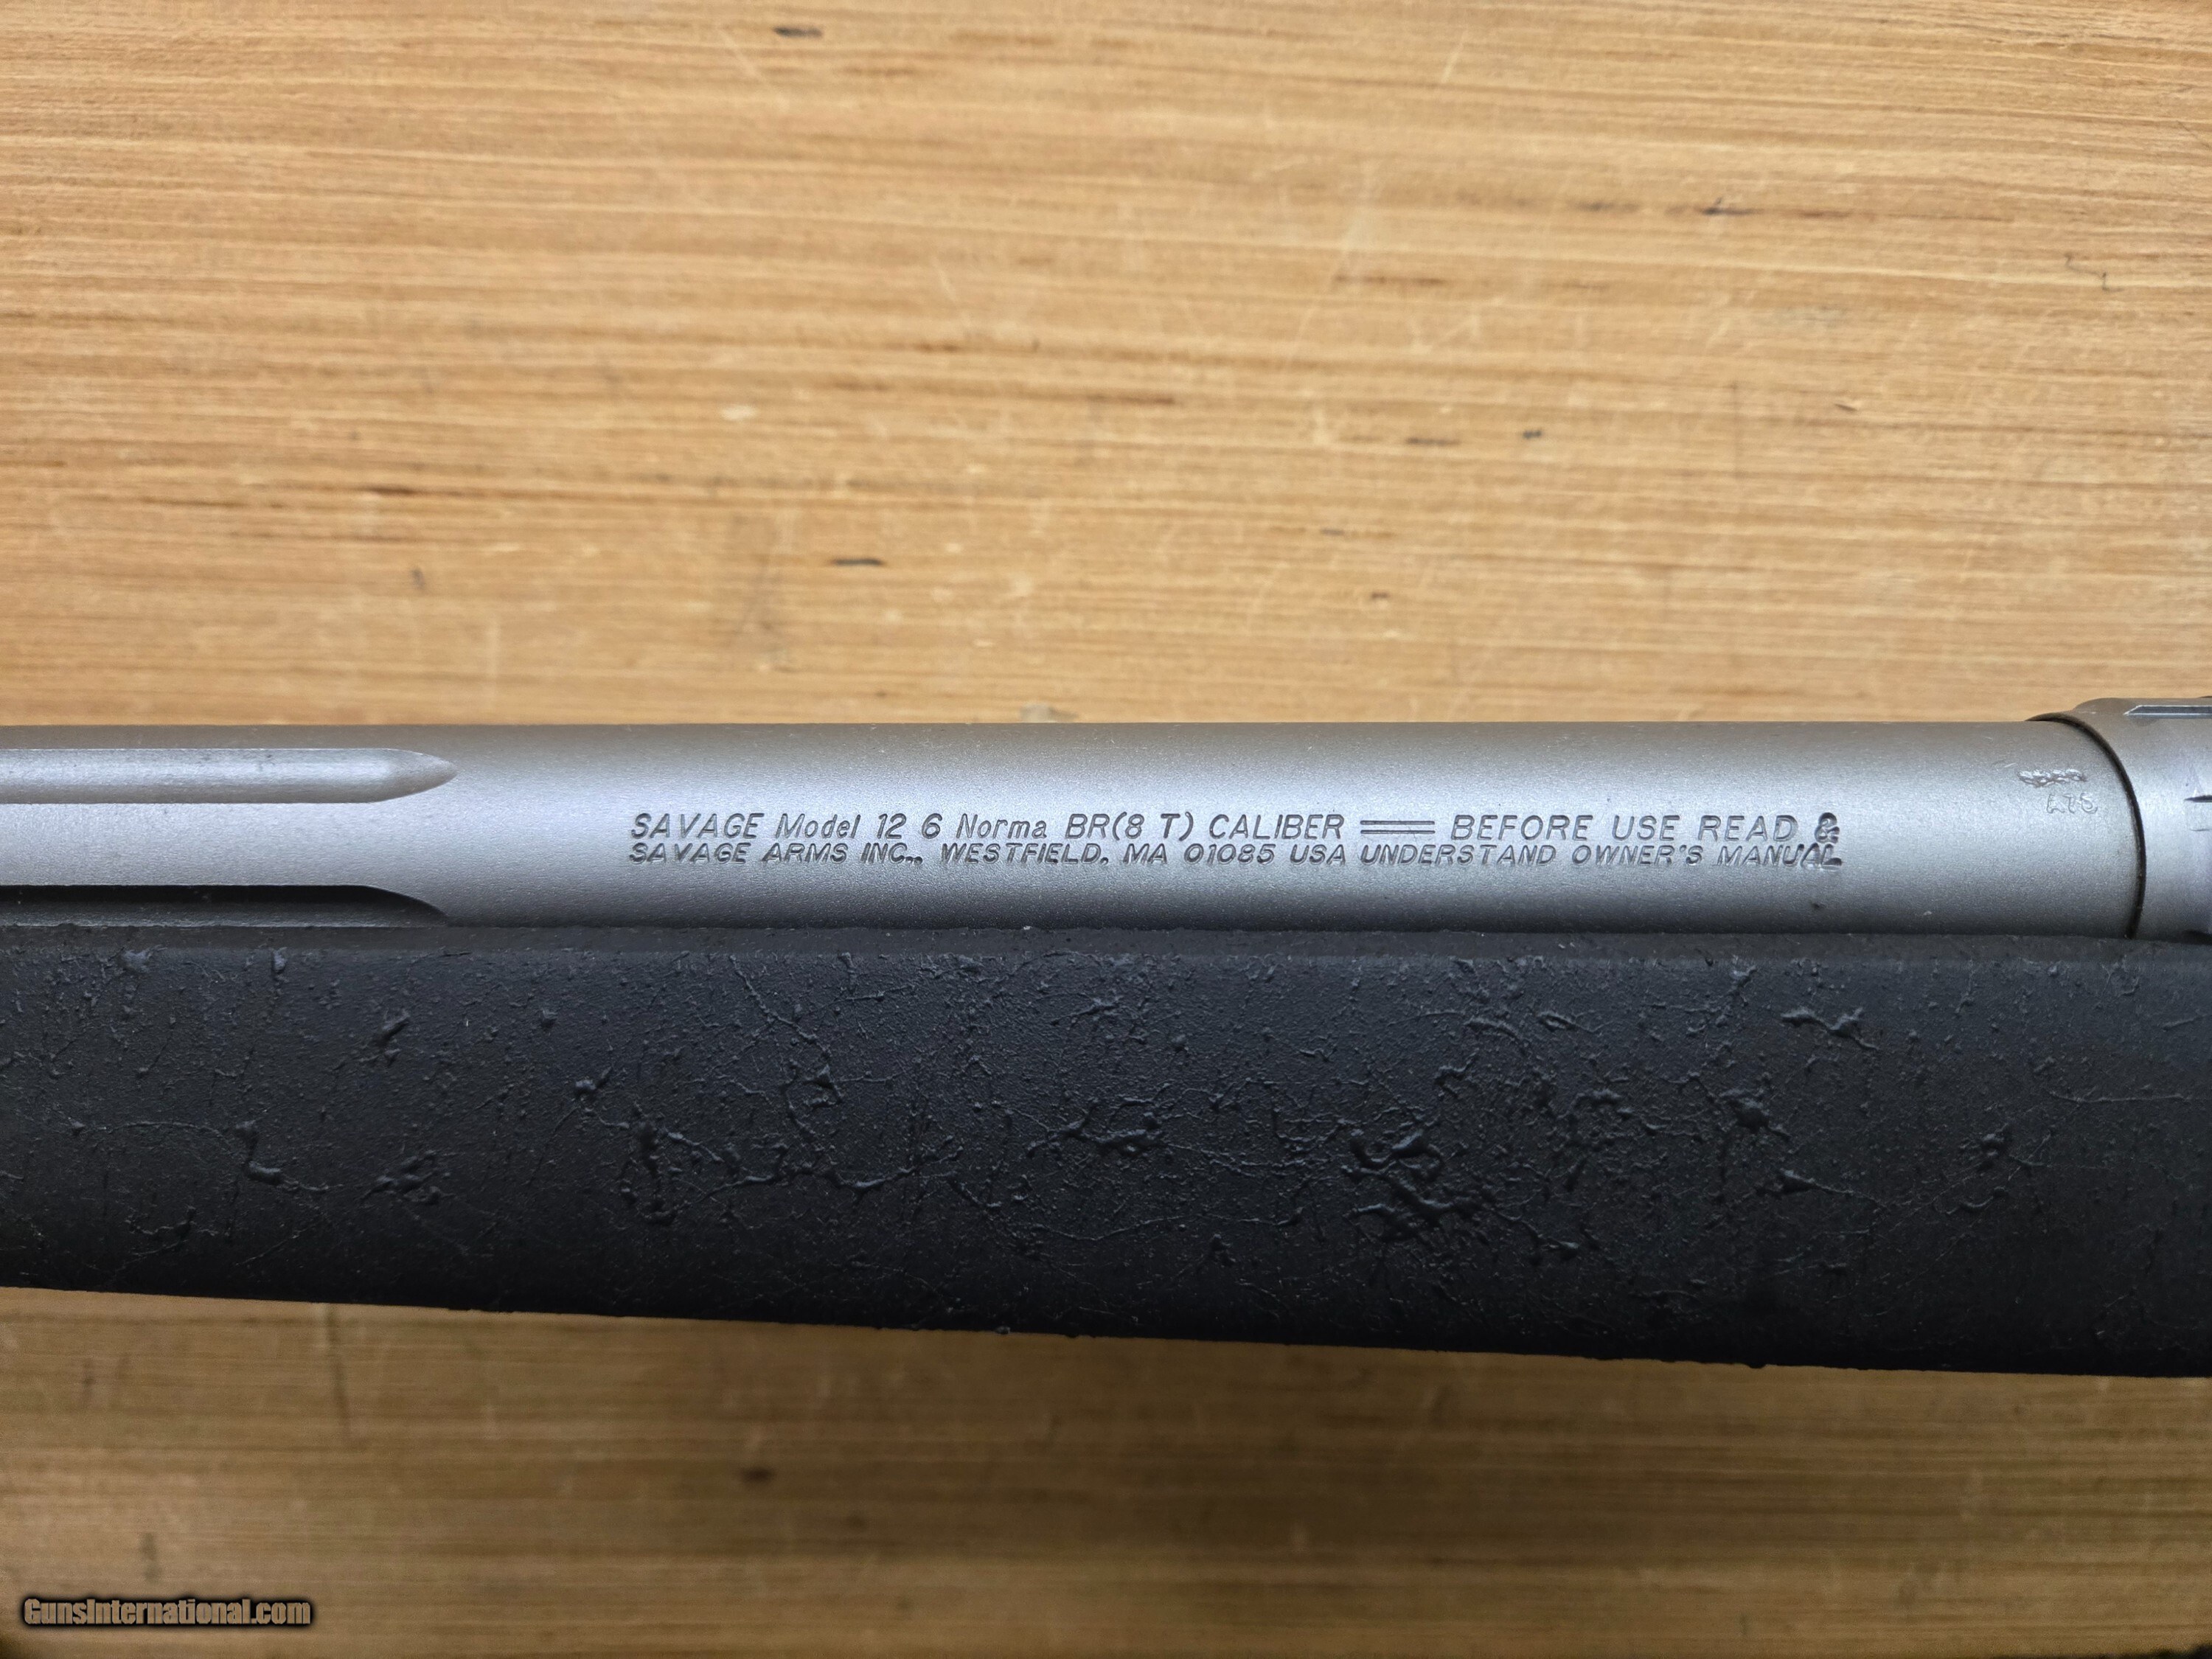 SAVAGE Model 12 6 Norma BR(8 T) CALIBER ═══ BEFORE USE READ &
SAVAGE ARMS INC., WESTFIELD, MA 01085 USA UNDERSTAND OWNER'S MANUAL
GunsInternational.com